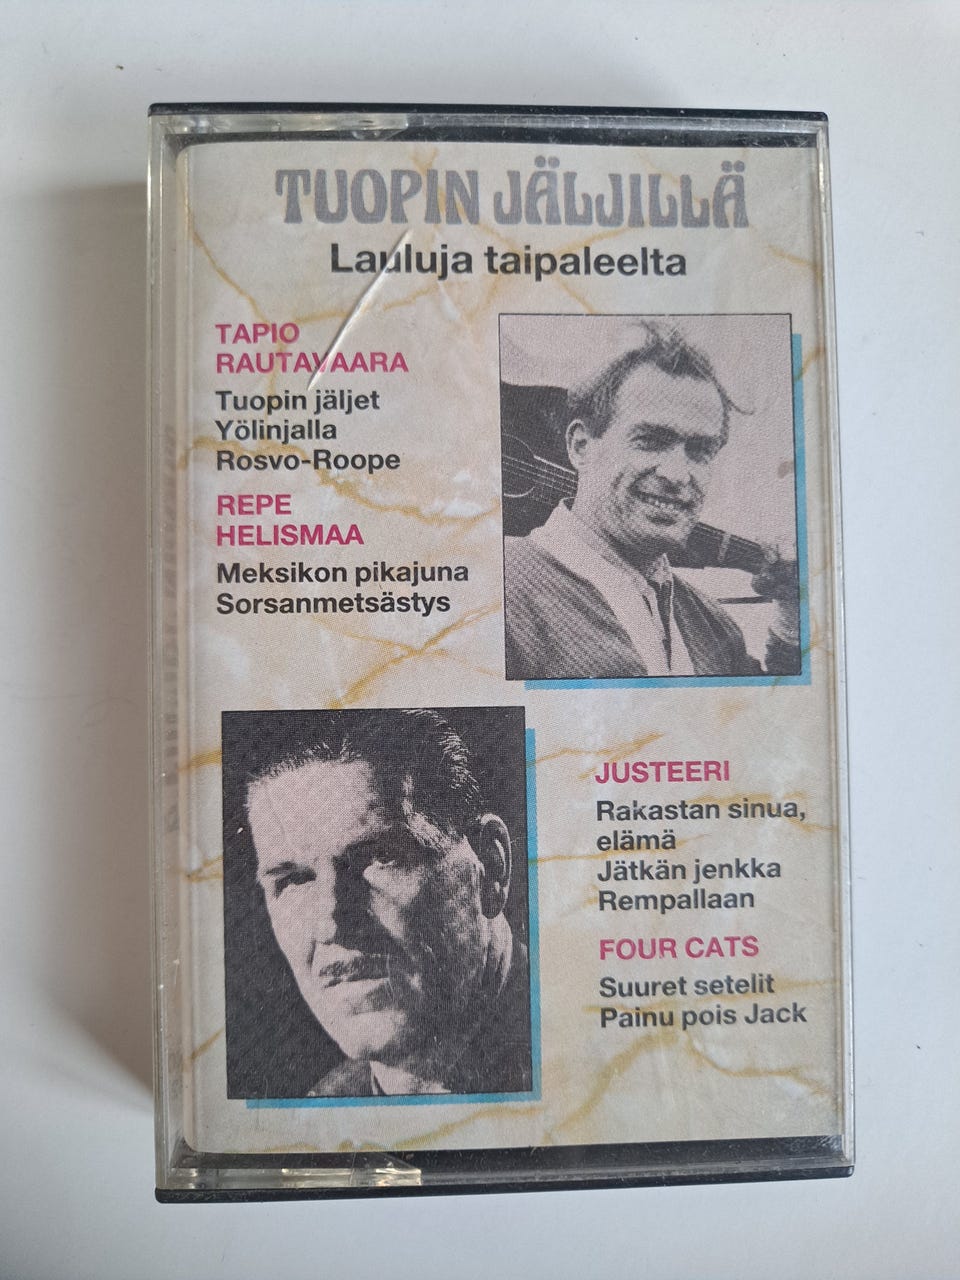 TUOPIN JÄLJILLÄ
Lauluja taipaleelta
TAPIO
RAUTAVAARA
Tuopin jäljet
Yölinjalla
Rosvo-Roope
REPE
HELISMAA
Meksikon pikajuna
Sorsanmetsästys
JUSTEERI
Rakastan sinua,
elämä
Jätkän jenkka
Rempallaan
FOUR CATS
Suuret setelit
Painu pois Jack